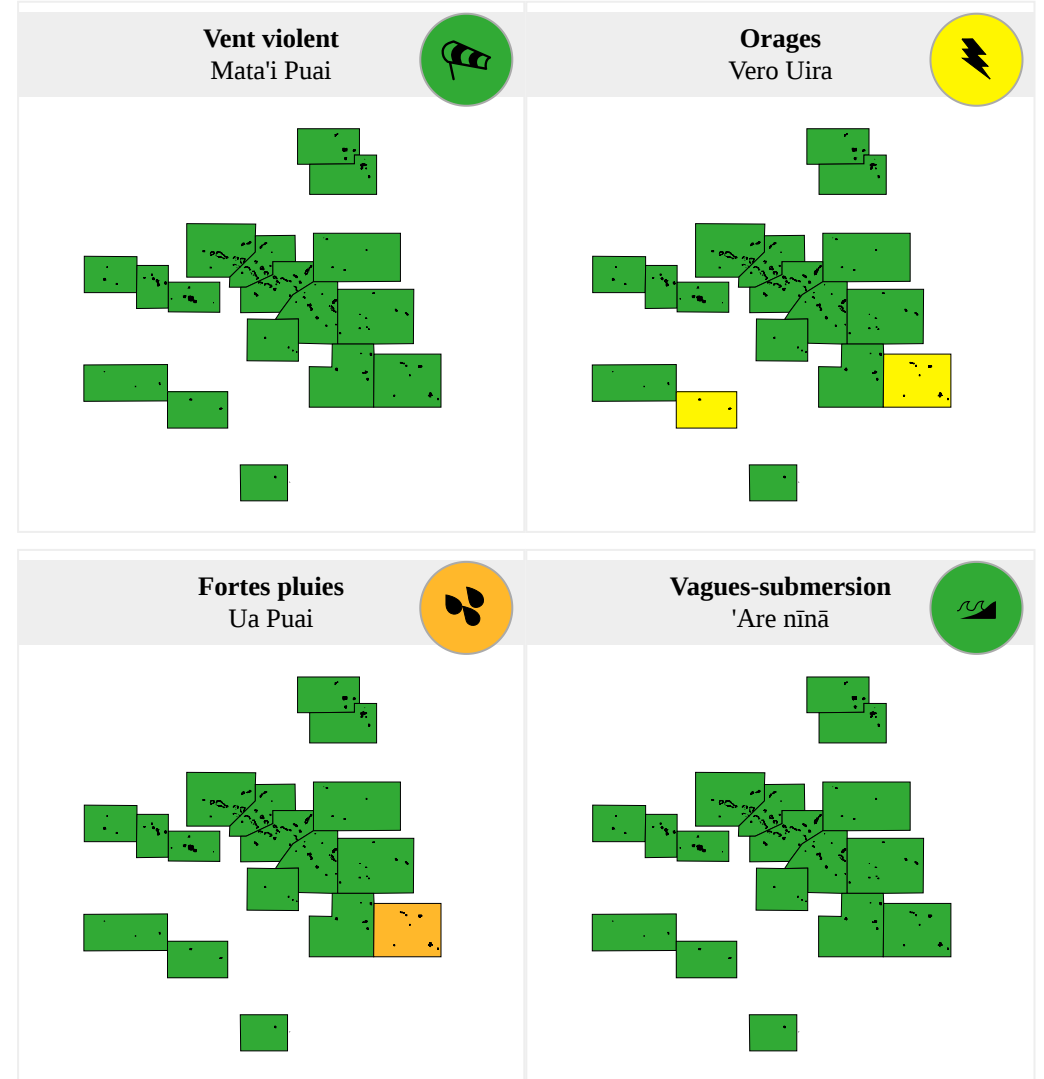 Vent violent
Mata'i Puai
Orages
Vero Uira
Fortes pluies
Ua Puai
Vagues-submersion
'Are nīnā